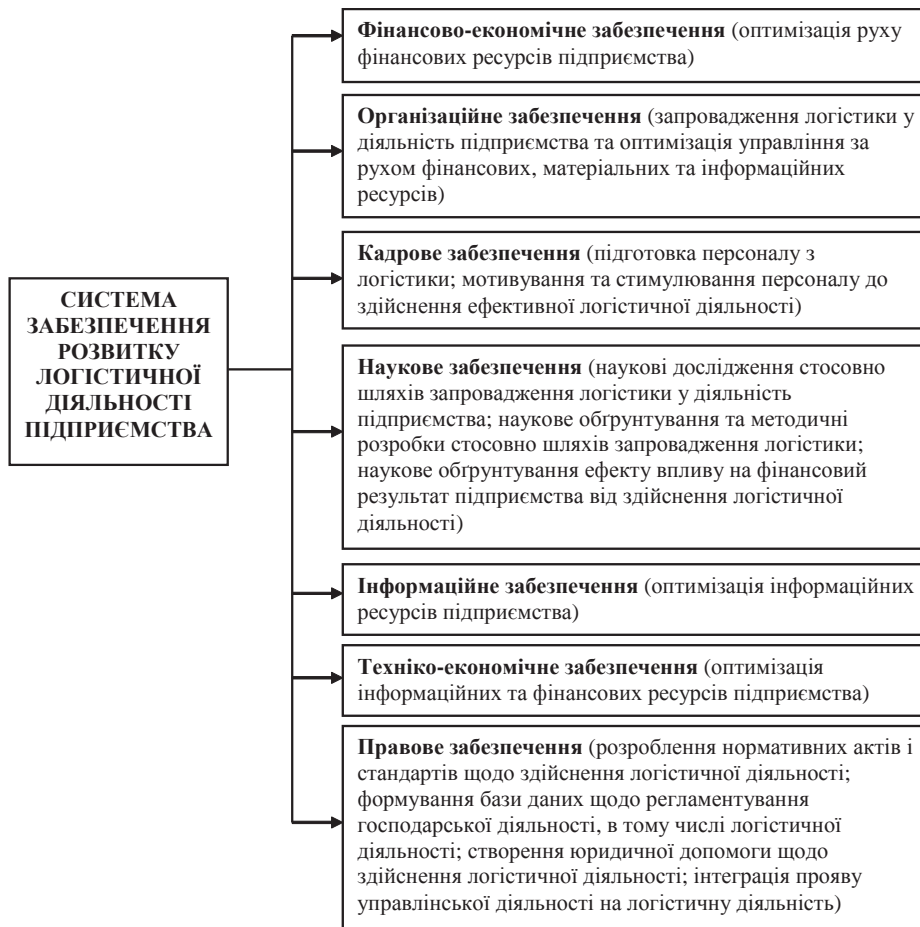 Фінансово-економічне забезпечення (оптимізація руху
фінансових ресурсів підприємства)
Організаційне забезпечення (запровадження логістики у
діяльність підприємства та оптимізація управління за
рухом фінансових, матеріальних та інформаційних
ресурсів)
Кадрове забезпечення (підготовка персоналу з
логістики; мотивування та стимулювання персоналу до
здійснення ефективної логістичної діяльності)
СИСТЕМА
ЗАБЕЗПЕЧЕННЯ
РОЗВИТКУ
ЛОГІСТИЧНОЇ
ДІЯЛЬНОСТІ
ПІДПРИЄМСТВА
Наукове забезпечення (наукові дослідження стосовно
шляхів запровадження логістики у діяльність
підприємства; наукове обґрунтування та методичні
розробки стосовно шляхів запровадження логістики;
наукове обґрунтування ефекту впливу на фінансовий
результат підприємства від здійснення логістичної
діяльності)
Інформаційне забезпечення (оптимізація інформаційних
ресурсів підприємства)
Техніко-економічне забезпечення (оптимізація
інформаційних та фінансових ресурсів підприємства)
Правове забезпечення (розроблення нормативних актів і
стандартів щодо здійснення логістичної діяльності;
формування бази даних щодо регламентування
господарської діяльності, в тому числі логістичної
діяльності; створення юридичної допомоги щодо
здійснення логістичної діяльності; інтеграція прояву
управлінської діяльності на логістичну діяльність)